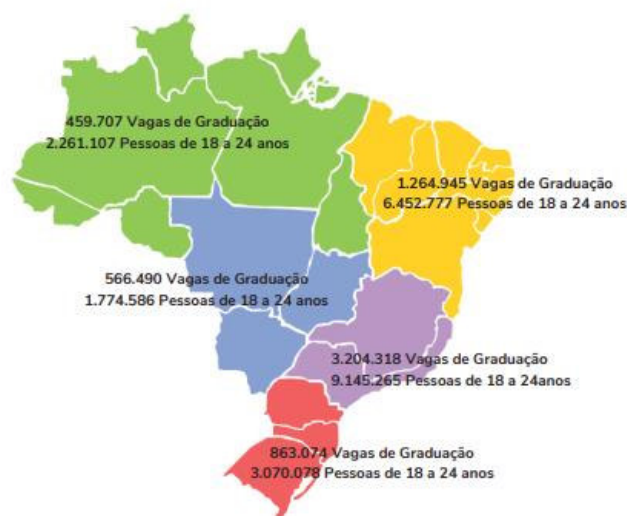 459.707 Vagas de Graduação
2.261.107 Pessoas de 18 a 24 anos
1.264.945 Vagas de Graduação
6.452.777 Pessoas de 18 a 24 anos
566.490 Vagas de Graduação
1.774.586 Pessoas de 18 a 24 anos
3.204.318 Vagas de Graduação
9.145.265 Pessoas de 18 a 24anos
863.074 Vagas de Graduação
3.070.078 Pessoas de 18 a 24 anos